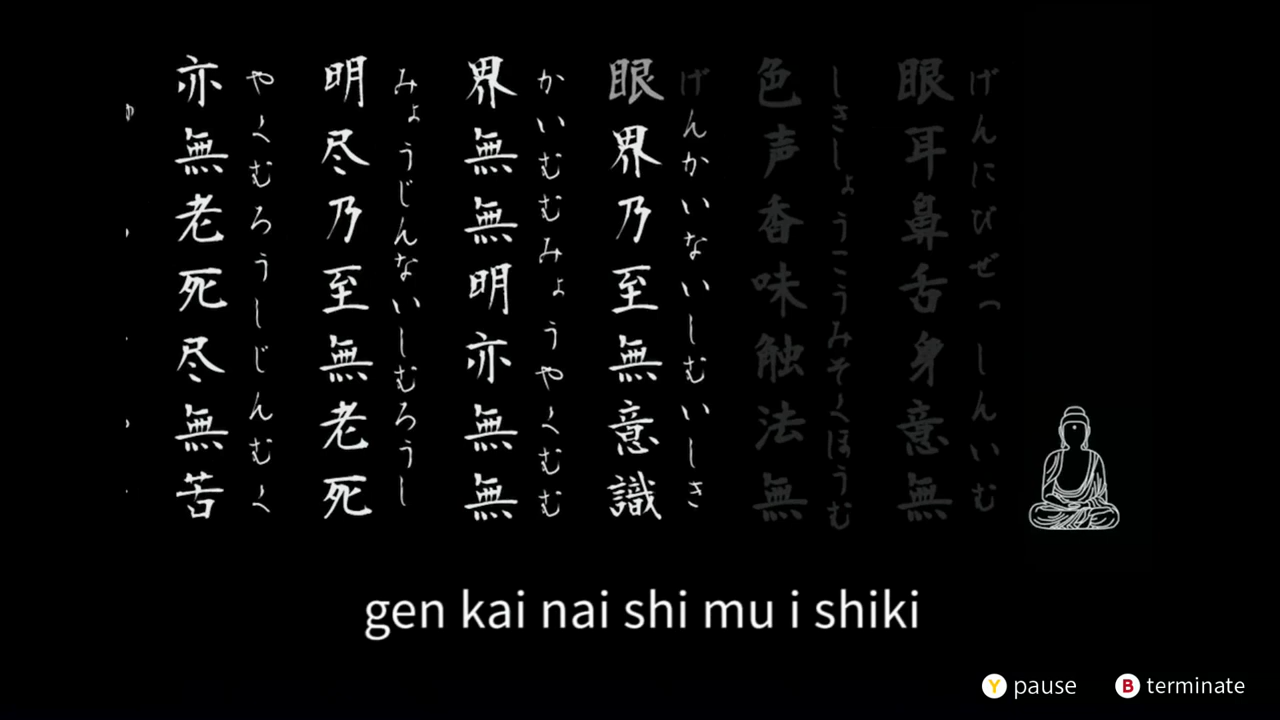 眼耳鼻舌身意無
げんにびぜっしんいむ
色声香味触法無
しきしょうこうみそくほうむ
眼界乃至無意識
げんかいないしむいしき
界無無明亦無無
かいむむみょうやくむむ
明尽乃至無老死
みょうじんないしむろうし
亦無老死尽無苦
やくむろうしじんむく
gen kai nai shi mu i shiki
Y pause
B terminate